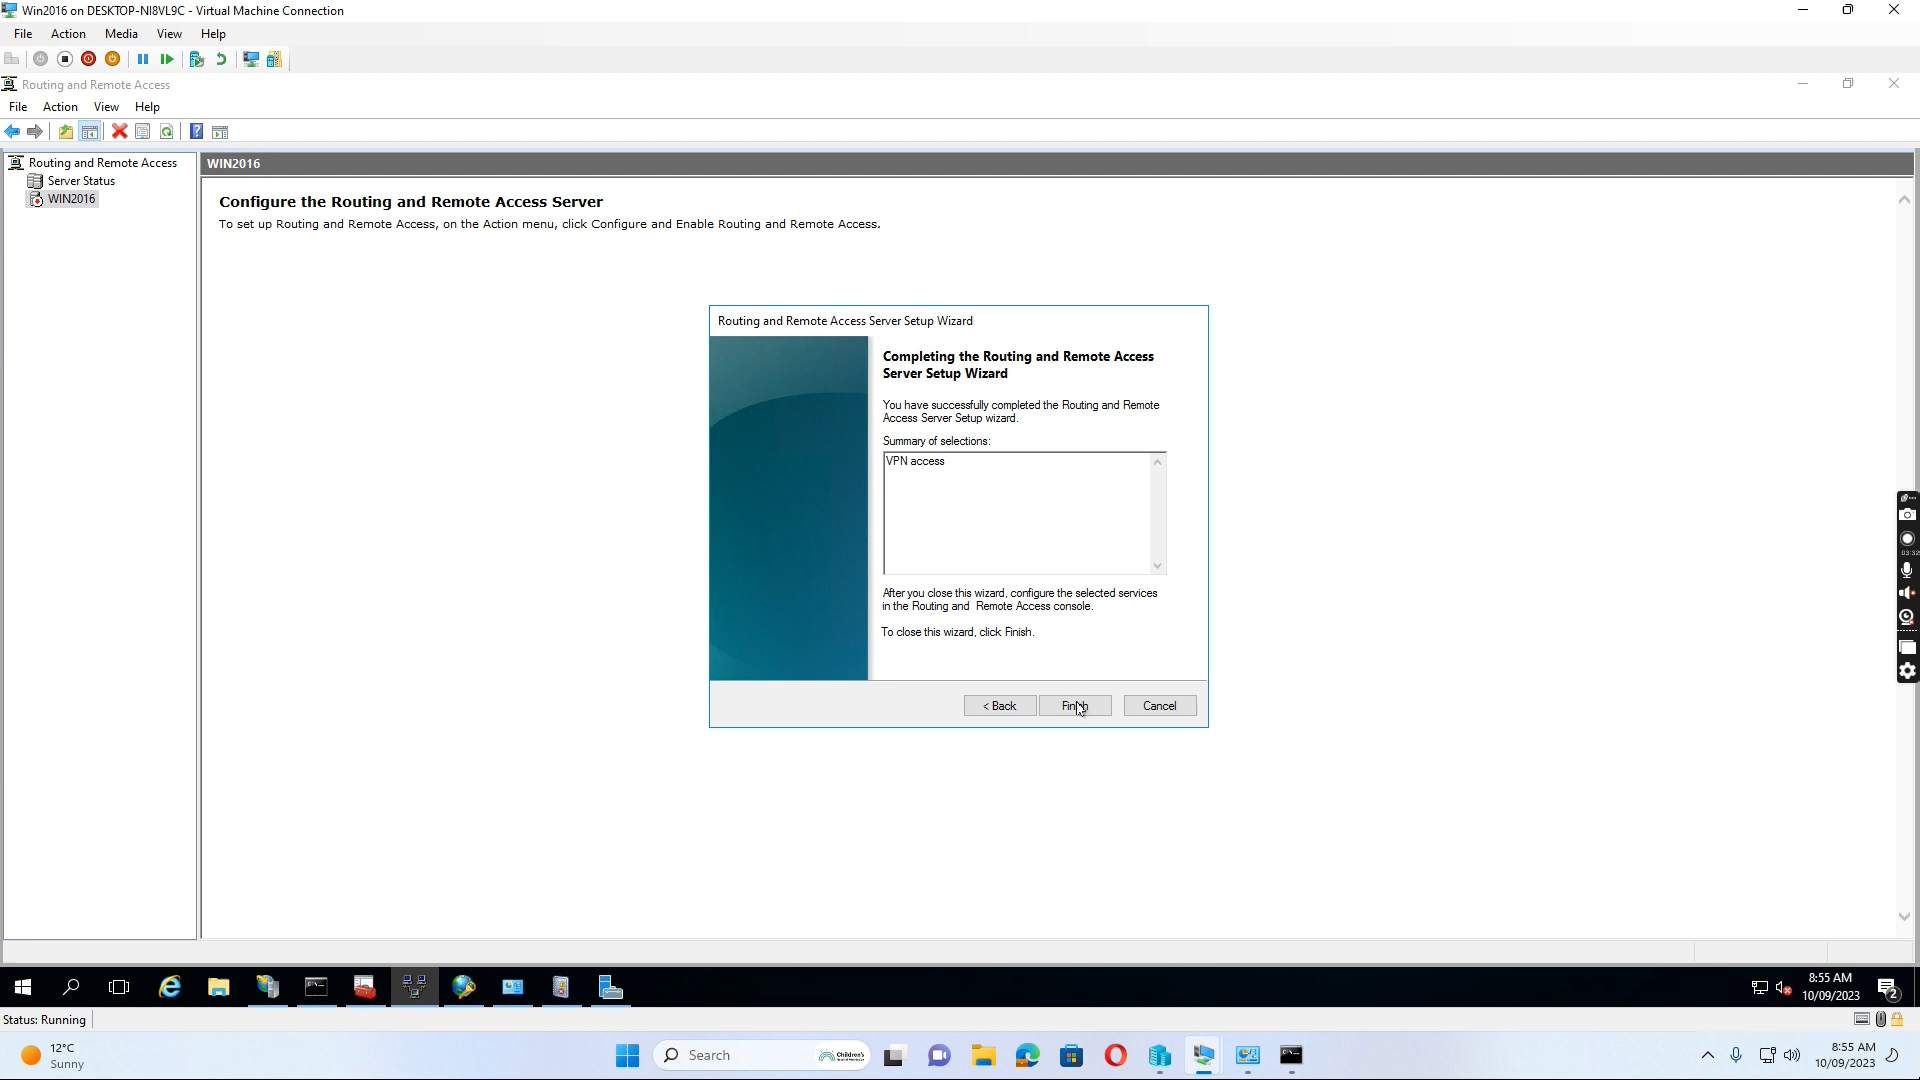 Win2016 on DESKTOP-NI8VL9C - Virtual Machine Connection
File Action Media View Help
Routing and Remote Access
File Action View Help
Routing and Remote Access
Server Status
WIN2016
WIN2016
Configure the Routing and Remote Access Server
To set up Routing and Remote Access, on the Action menu, click Configure and Enable Routing and Remote Access.
Routing and Remote Access Server Setup Wizard
Completing the Routing and Remote Access
Server Setup Wizard
You have successfully completed the Routing and Remote
Access Server Setup wizard.
Summary of selections:
VPN access
After you close this wizard, configure the selected services
in the Routing and Remote Access console.
To close this wizard, click Finish.
< Back Finish Cancel
03:32
8:55 AM
10/09/2023
2
Status: Running
12°C
Sunny
Search
Children's
8:55 AM
10/09/2023